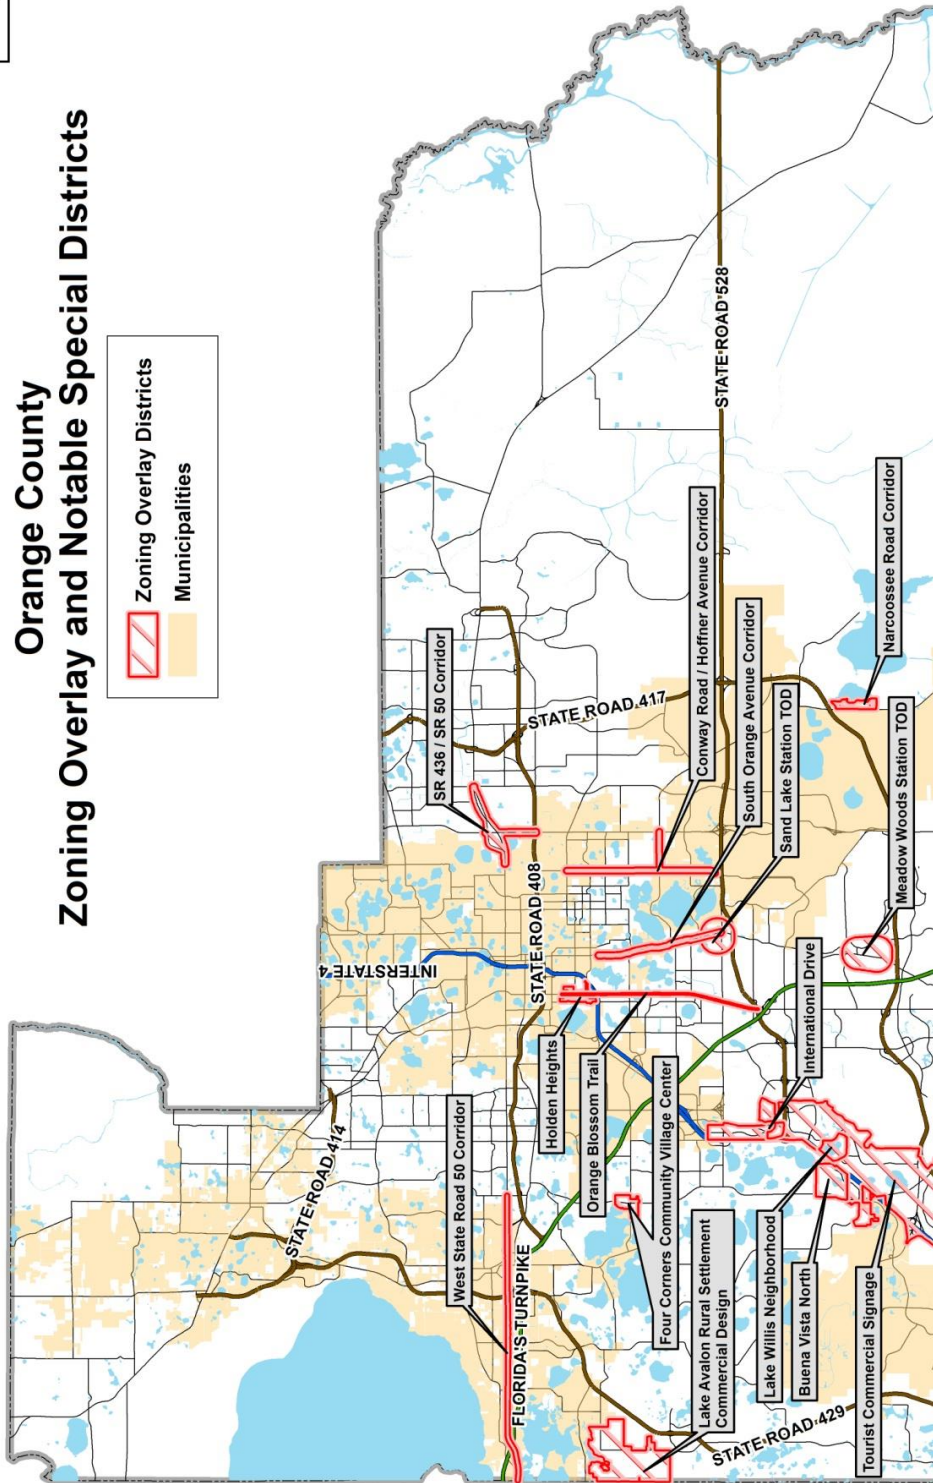 Orange County
Zoning Overlay and Notable Special Districts
Zoning Overlay Districts
Municipalities
STATE ROAD 414
INTERSTATE 4
West State Road 50 Corridor
FLORIDA'S TURNPIKE
STATE ROAD 408
SR 436 / SR 50 Corridor
STATE ROAD 417
Holden Heights
Orange Blossom Trail
Four Corners Community Village Center
Lake Avalon Rural Settlement
Commercial Design
Conway Road / Hoffner Avenue Corridor
STATE ROAD 528
South Orange Avenue Corridor
Sand Lake Station TOD
International Drive
Lake Willis Neighborhood
Buena Vista North
Tourist Commercial Signage
STATE ROAD 429
Narcoossee Road Corridor
Meadow Woods Station TOD